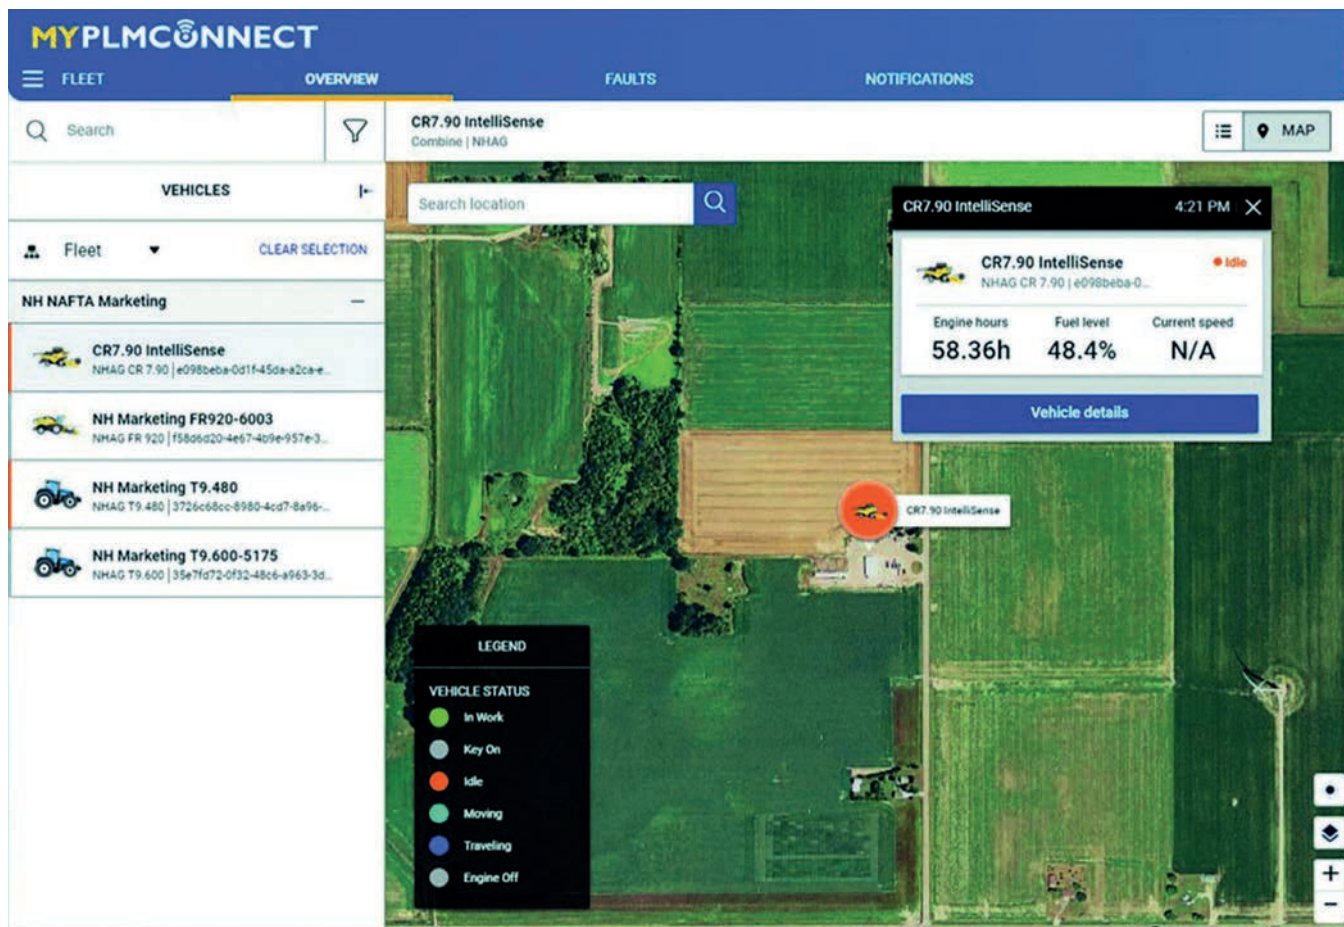 MYPLMCONNECT
FLEET
OVERVIEW
FAULTS
NOTIFICATIONS
Search
CR7.90 IntelliSense
Combine | NHAG
MAP
VEHICLES
Fleet
CLEAR SELECTION
NH NAFTA Marketing
CR7.90 IntelliSense
NHAG CR 7.90 | e098beba-0d1f-45da-a2ca-e...
NH Marketing FR920-6003
NHAG FR 920 | f58d6d20-4e67-4b9e-957e-3...
NH Marketing T9.480
NHAG T9.480 | 3726c68cc-8980-4cd7-8a96-...
NH Marketing T9.600-5175
NHAG T9.600 | 35e7fd72-0f32-48c6-a963-3d...
Search location
CR7.90 IntelliSense 4:21 PM
CR7.90 IntelliSense
Idle
NHAG CR 7.90 | e098beba-0...
Engine hours Fuel level Current speed
58.36h 48.4% N/A
Vehicle details
CR7.90 IntelliSense
LEGEND
VEHICLE STATUS
In Work
Key On
Idle
Moving
Traveling
Engine Off